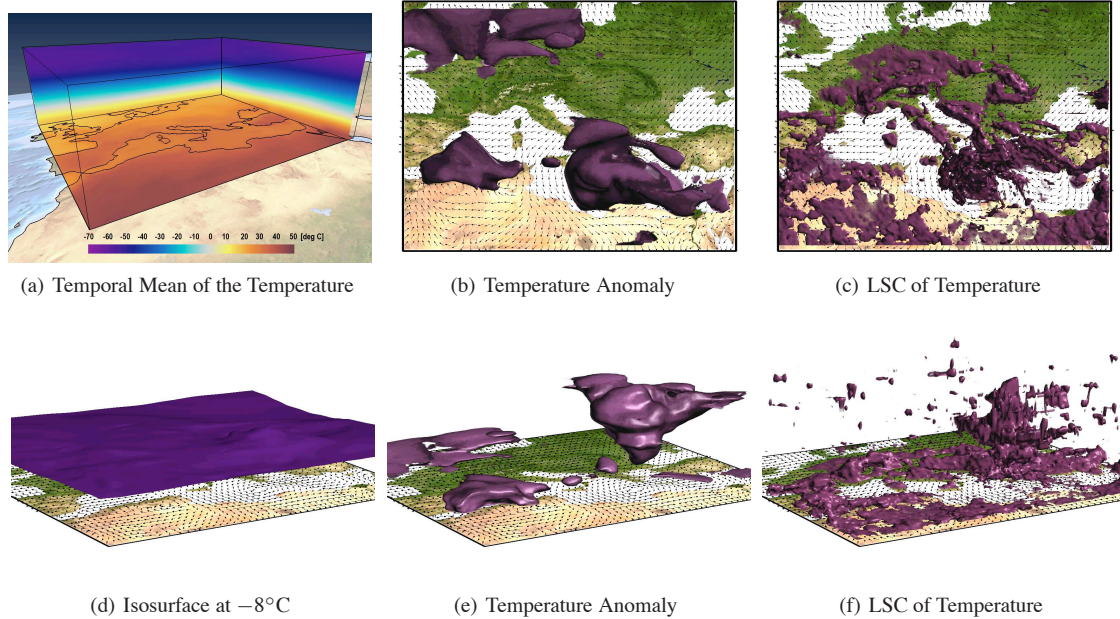 -70 -60 -50 -40 -30 -20 -10 0 10 20 30 40 50 [deg C]
(a) Temporal Mean of the Temperature
(b) Temperature Anomaly
(c) LSC of Temperature
(d) Isosurface at −8°C
(e) Temperature Anomaly
(f) LSC of Temperature